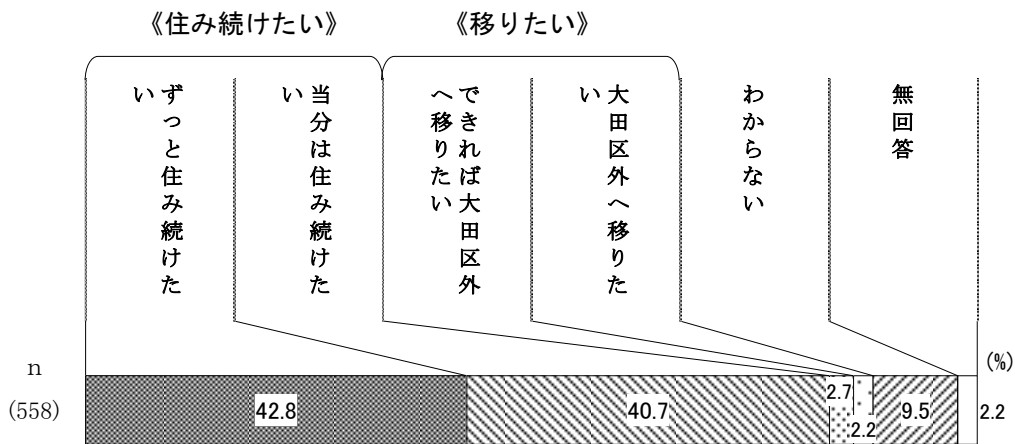 《住み続けたい》
《移りたい》
ずっと住み続けた
い
当分は住み続けた
い
できれば大田区外
へ移りたい
大田区外へ移りた
い
わからない
無回答
(%)
n
(558)
42.8
40.7
2.7
2.2
9.5
2.2